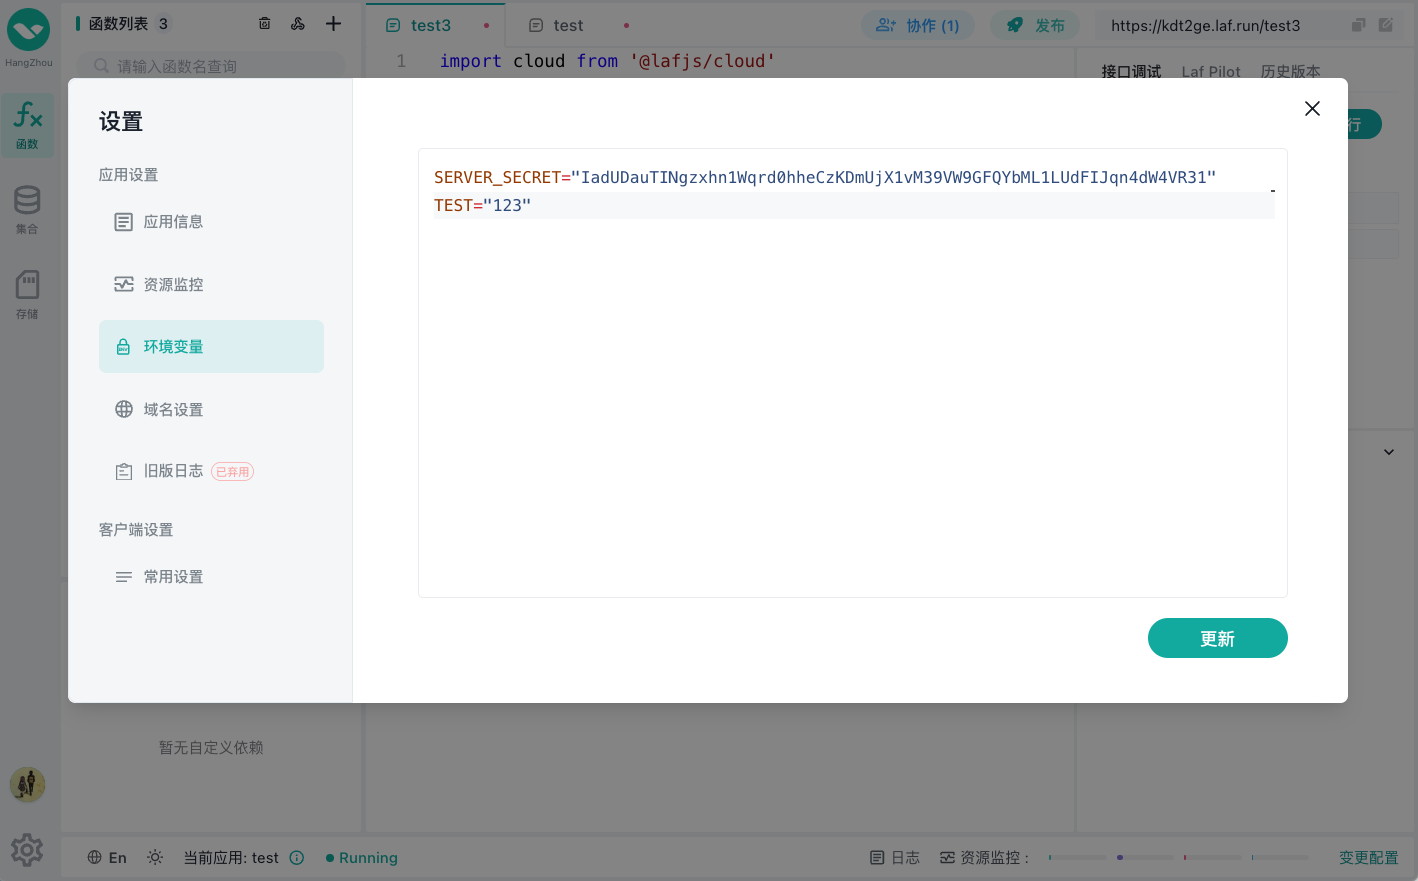 HangZhou
函数
集合
存储
函数列表 3
请输入函数名查询
test3
test
协作 (1)
发布
https://kdt2ge.laf.run/test3
1 import cloud from '@lafjs/cloud'
接口调试 Laf Pilot 历史版本
行
设置
应用设置
应用信息
资源监控
环境变量
域名设置
旧版日志 已弃用
客户端设置
常用设置
SERVER_SECRET="IadUDauTINgzxhn1Wqrd0hheCzKDmUjX1vM39VW9GFQYbML1LUdFIJqn4dW4VR31"
TEST="123"
更新
暂无自定义依赖
En 当前应用: test Running
日志 资源监控 : 变更配置